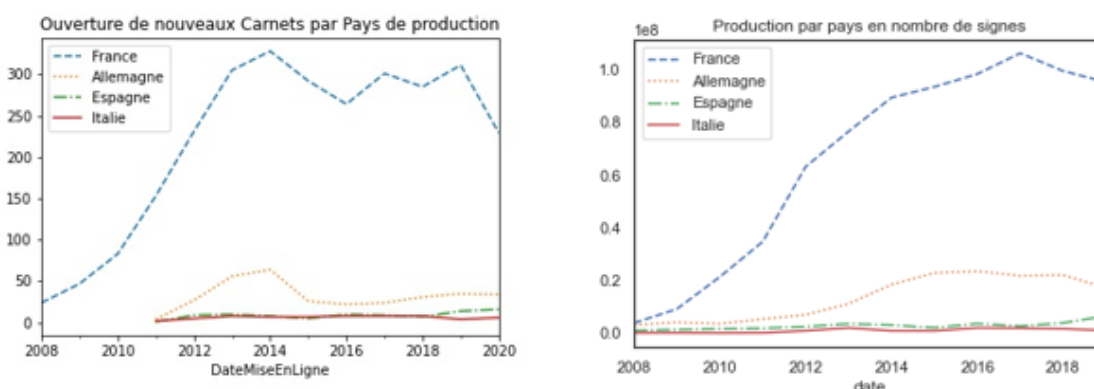 Ouverture de nouveaux Carnets par Pays de production
France
Allemagne
Espagne
Italie
300
250
200
150
100
50
0
2008 2010 2012 2014 2016 2018 2020
DateMiseEnLigne
Production par pays en nombre de signes
1e8
France
Allemagne
Espagne
Italie
1.0
0.8
0.6
0.4
0.2
0.0
2008 2010 2012 2014 2016 2018
date